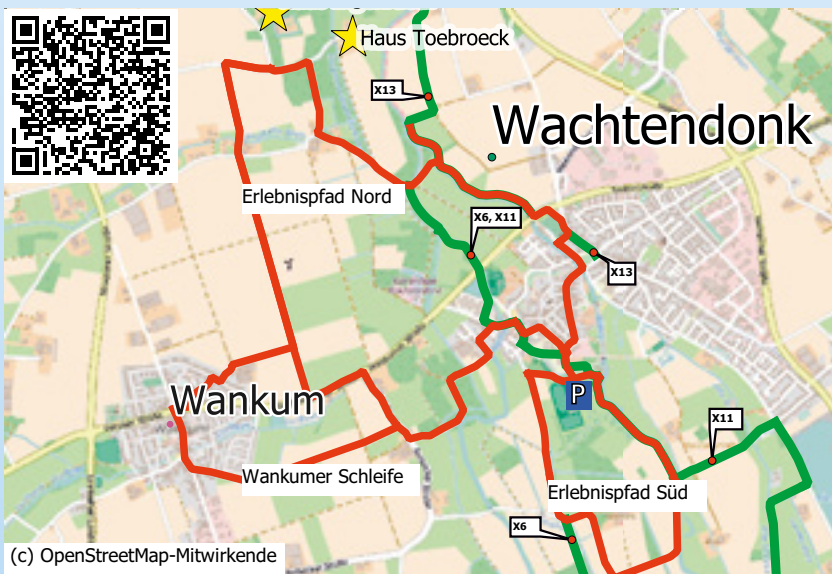 Haus Toebroeck
X13
Wachtendonk
Erlebnispfad Nord
X6, X11
X13
Wankum
P
X11
Wankumer Schleife
Erlebnispfad Süd
X6
(c) OpenStreetMap-Mitwirkende